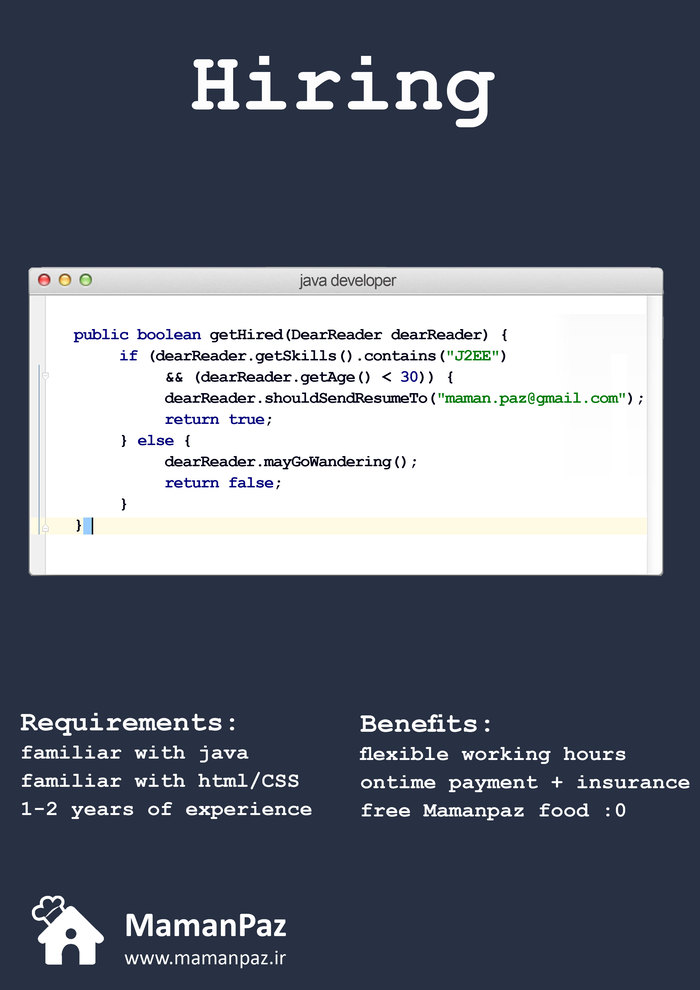 Hiring
java developer
public boolean getHired(DearReader dearReader) {
if (dearReader.getSkills().contains("J2EE")
&& (dearReader.getAge() < 30)) {
dearReader.shouldSendResumeTo("maman.paz@gmail.com");
return true;
} else {
dearReader.mayGoWandering();
return false;
}
}
Requirements:
familiar with java
familiar with html/CSS
1-2 years of experience
Benefits:
flexible working hours
ontime payment + insurance
free Mamanpaz food :0
MamanPaz
www.mamanpaz.ir